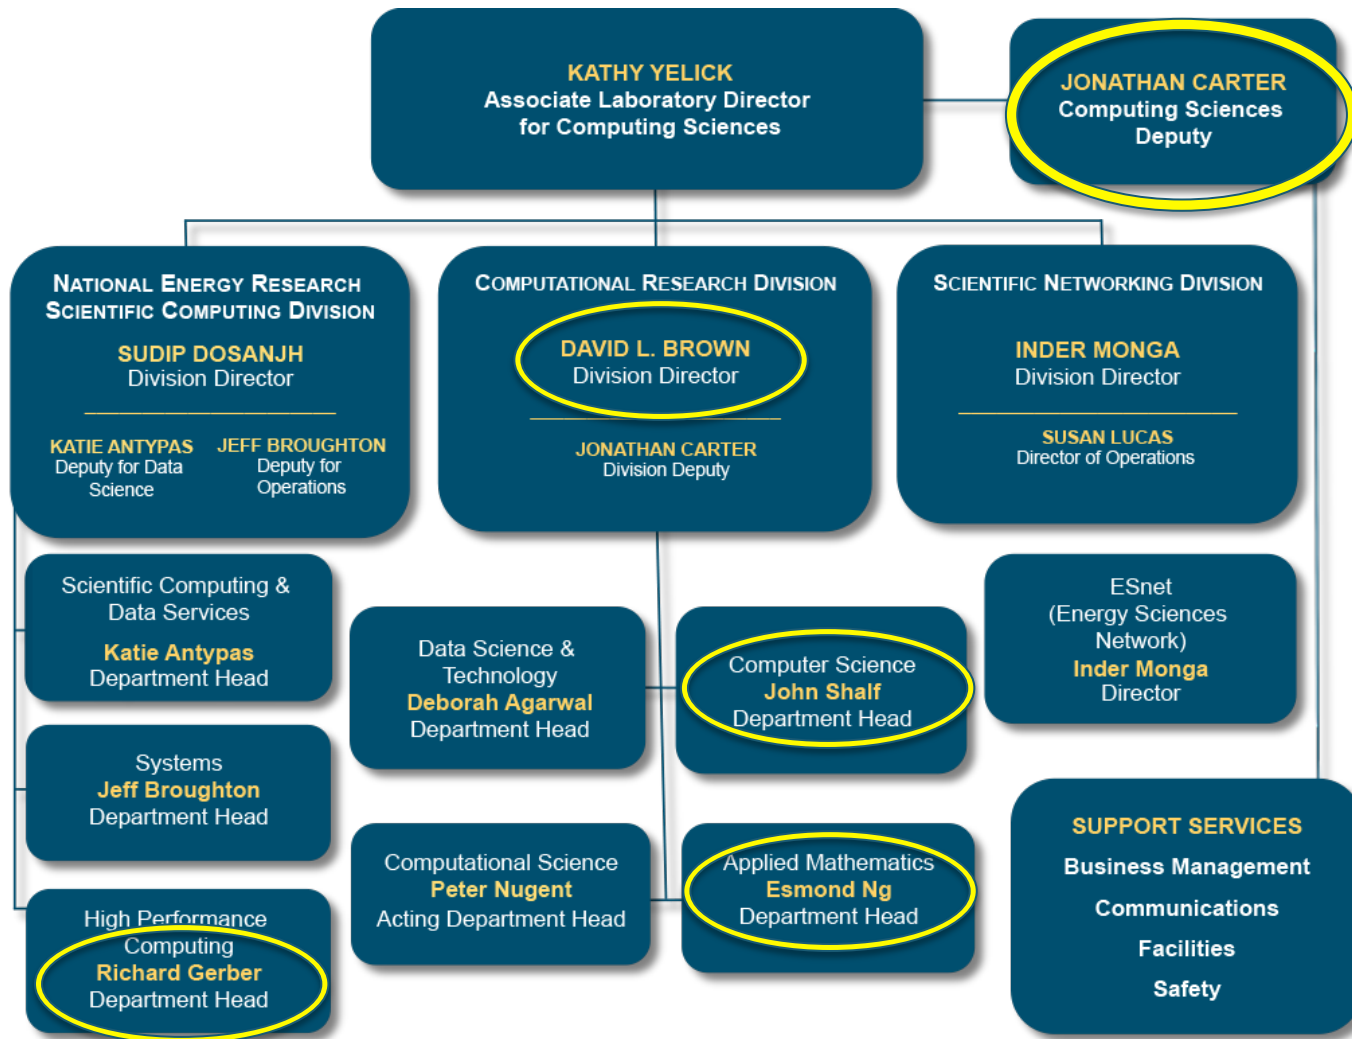 KATHY YELICK
Associate Laboratory Director
for Computing Sciences
JONATHAN CARTER
Computing Sciences
Deputy
NATIONAL ENERGY RESEARCH
SCIENTIFIC COMPUTING DIVISION
SUDIP DOSANJH
Division Director
KATIE ANTYPAS
Deputy for Data
Science
JEFF BROUGHTON
Deputy for
Operations
COMPUTATIONAL RESEARCH DIVISION
DAVID L. BROWN
Division Director
JONATHAN CARTER
Division Deputy
SCIENTIFIC NETWORKING DIVISION
INDER MONGA
Division Director
SUSAN LUCAS
Director of Operations
Scientific Computing &
Data Services
Katie Antypas
Department Head
Systems
Jeff Broughton
Department Head
High Performance
Computing
Richard Gerber
Department Head
Data Science &
Technology
Deborah Agarwal
Department Head
Computer Science
John Shalf
Department Head
Computational Science
Peter Nugent
Acting Department Head
Applied Mathematics
Esmond Ng
Department Head
ESnet
(Energy Sciences
Network)
Inder Monga
Director
SUPPORT SERVICES
Business Management
Communications
Facilities
Safety